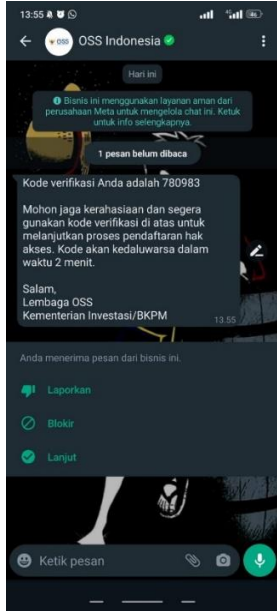 13:55
4G
OSS
OSS Indonesia
Hari ini
Bisnis ini menggunakan layanan aman dari
perusahaan Meta untuk mengelola chat ini. Ketuk
untuk info selengkapnya.
1 pesan belum dibaca
Kode verifikasi Anda adalah 780983
Mohon jaga kerahasiaan dan segera
gunakan kode verifikasi di atas untuk
melanjutkan proses pendaftaran hak
akses. Kode akan kedaluwarsa dalam
waktu 2 menit.
Salam,
Lembaga OSS
Kementerian Investasi/BKPM
13.55
Anda menerima pesan dari bisnis ini.
Laporkan
Blokir
Lanjut
Ketik pesan